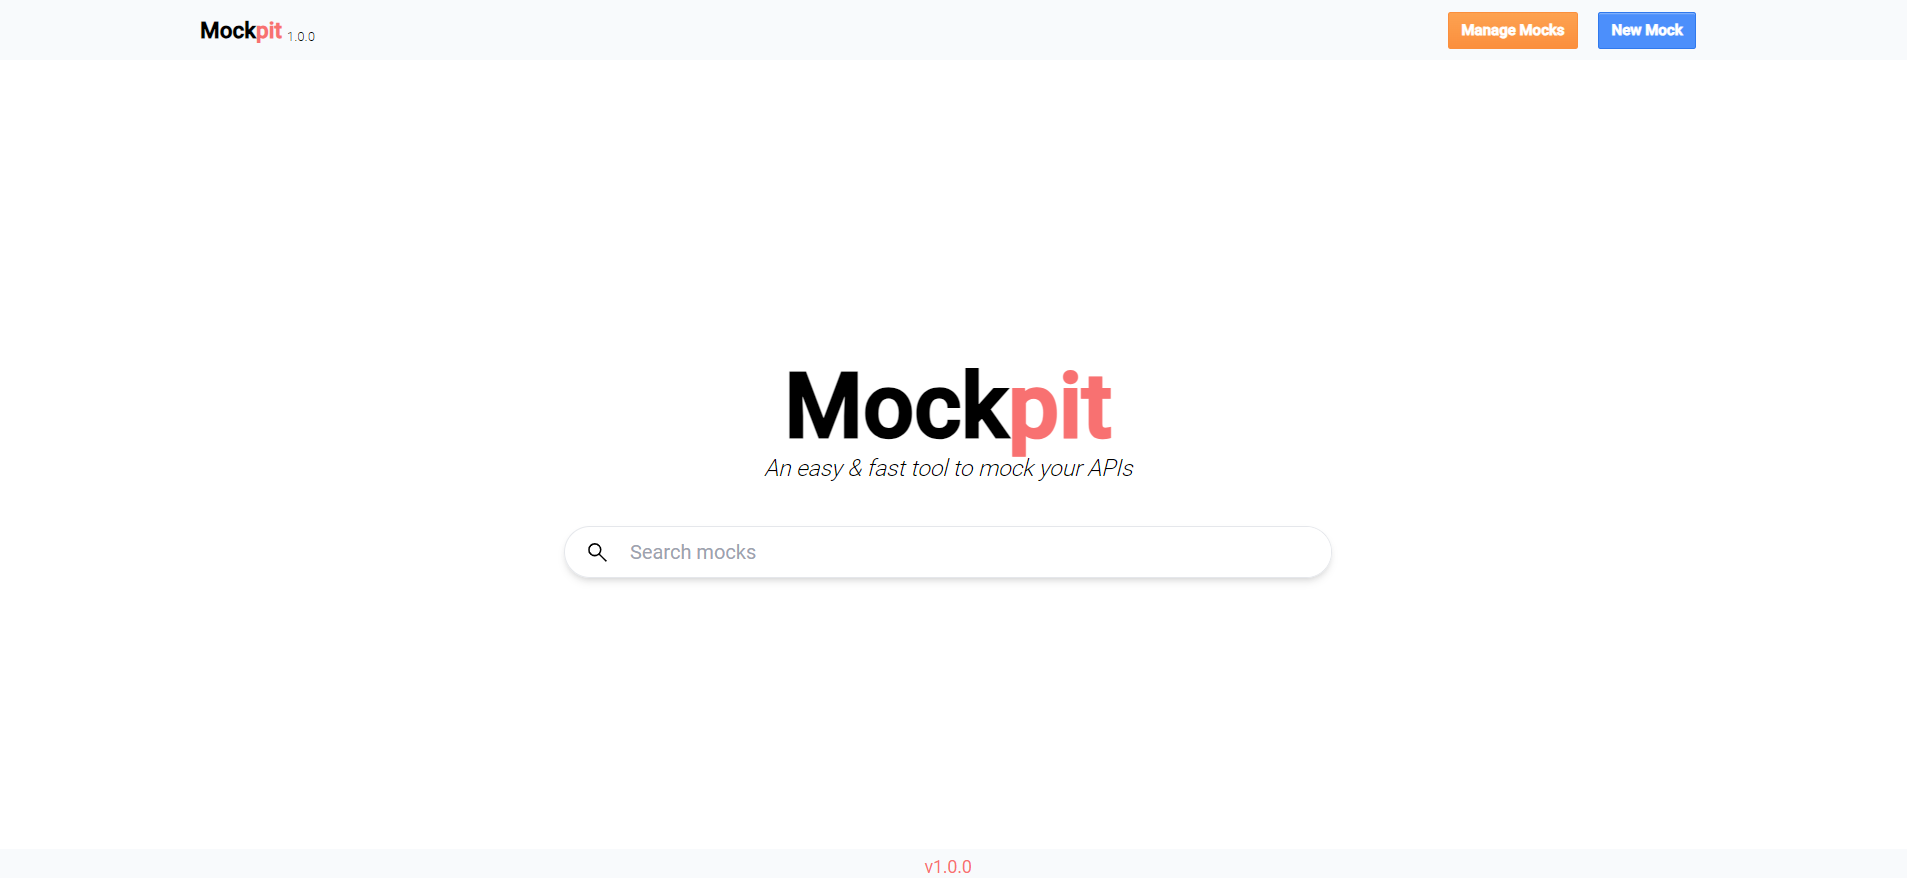 Mockpit 1.0.0
Manage Mocks
New Mock
Mockpit
An easy & fast tool to mock your APIs
Search mocks
v1.0.0